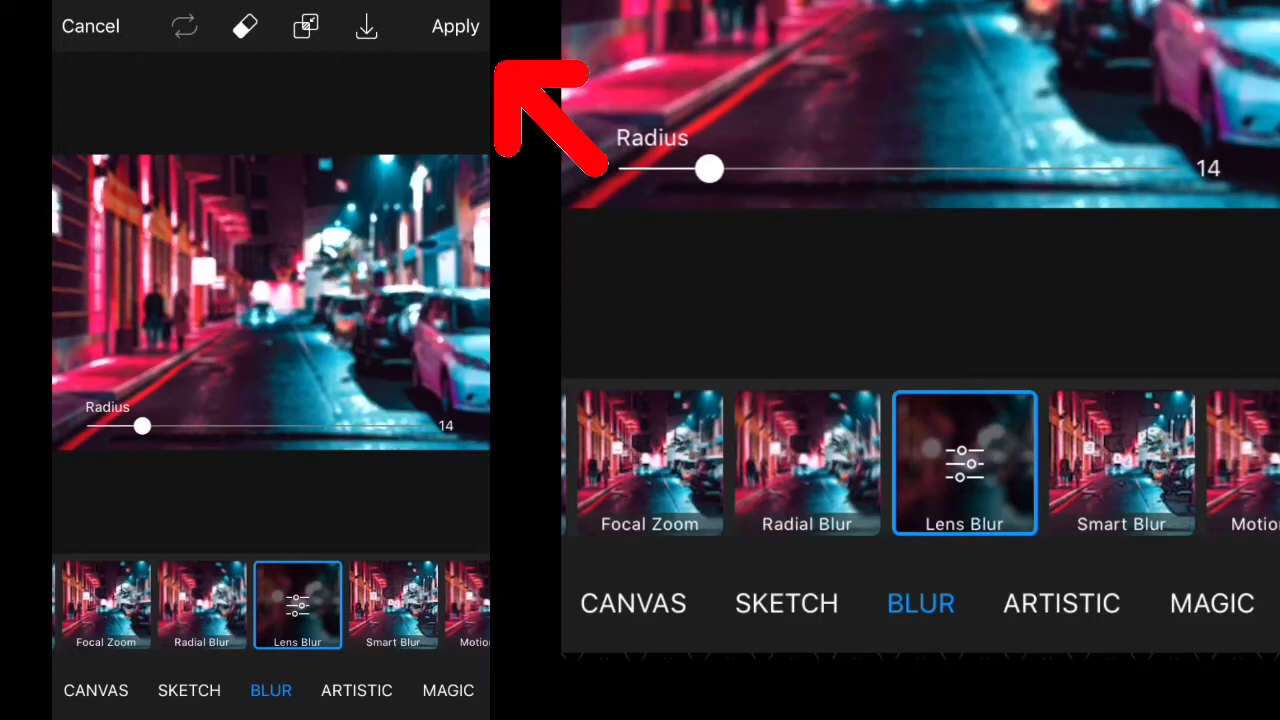 Cancel
Apply
Radius
14
Focal Zoom
Radial Blur
Lens Blur
Smart Blur
Motio
CANVAS
SKETCH
BLUR
ARTISTIC
MAGIC
Radius
14
Focal Zoom
Radial Blur
Lens Blur
Smart Blur
Motio
CANVAS
SKETCH
BLUR
ARTISTIC
MAGIC